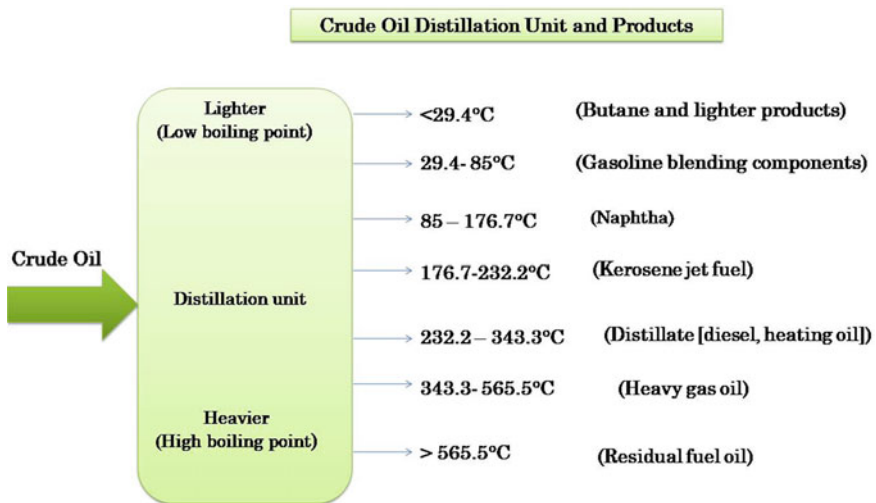 Crude Oil Distillation Unit and Products
Lighter
(Low boiling point)
<29.4°C (Butane and lighter products)
29.4- 85°C (Gasoline blending components)
85 – 176.7°C (Naphtha)
Crude Oil
176.7-232.2°C (Kerosene jet fuel)
Distillation unit
232.2 – 343.3°C (Distillate [diesel, heating oil])
343.3- 565.5°C (Heavy gas oil)
Heavier
(High boiling point)
> 565.5°C (Residual fuel oil)